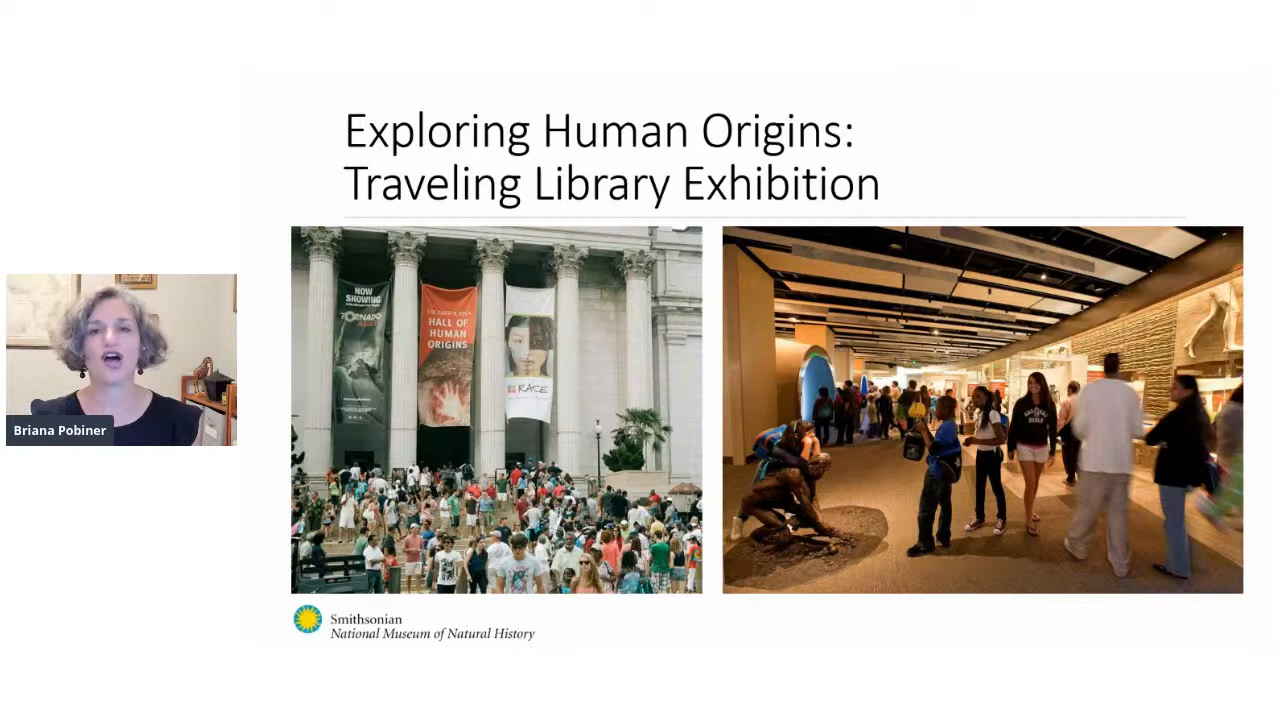 Exploring Human Origins:
Traveling Library Exhibition
NOW
SHOWING
TORNADO
HALL OF
HUMAN
ORIGINS
RACE
Briana Pobiner
Smithsonian
National Museum of Natural History